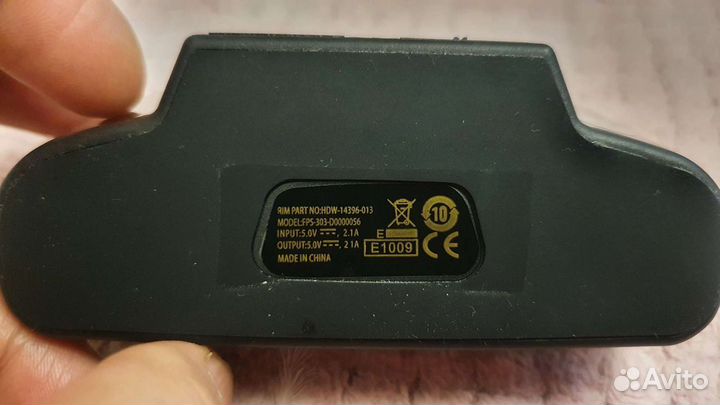 RIM PART NO:HDW-14396-013
MODEL:FPS-303-D0000056
INPUT:5.0V⎓, 2.1A
OUTPUT:5.0V⎓, 2.1A
MADE IN CHINA
10
E
E1009
CE
Avito